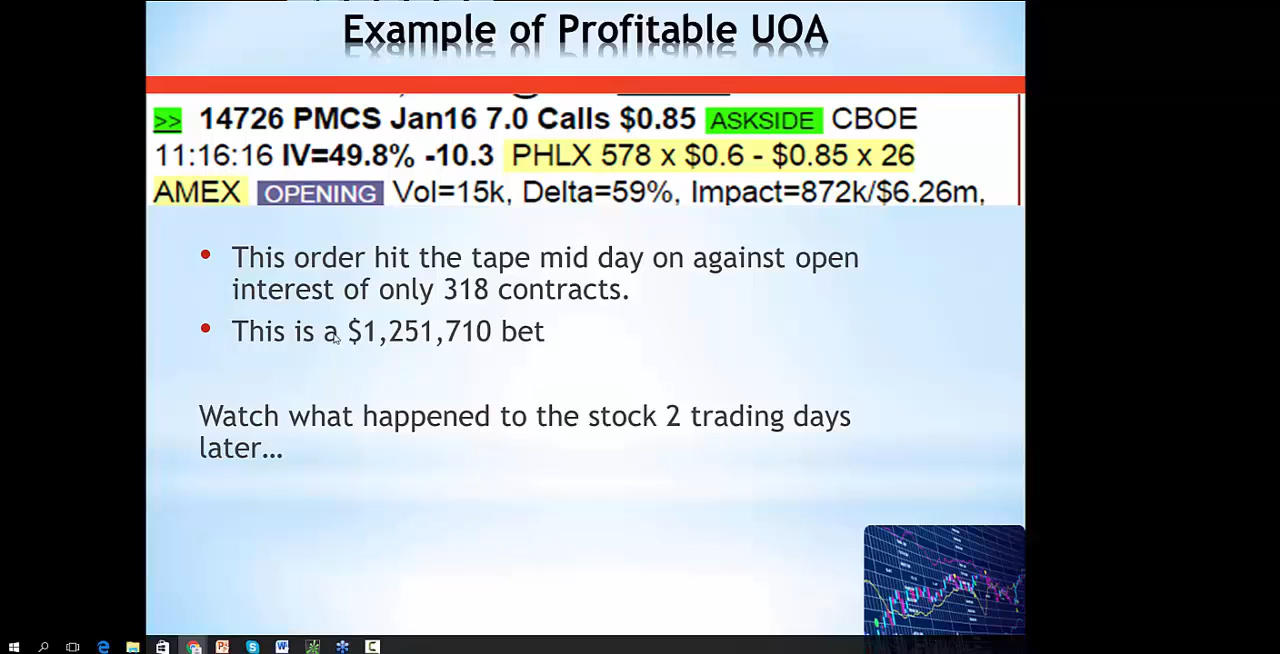 Example of Profitable UOA
>> 14726 PMCS Jan16 7.0 Calls $0.85 ASKSIDE CBOE
11:16:16 IV=49.8% -10.3 PHLX 578 x $0.6 - $0.85 x 26
AMEX OPENING Vol=15k, Delta=59%, Impact=872k/$6.26m,
• This order hit the tape mid day on against open
interest of only 318 contracts.
• This is a $1,251,710 bet
Watch what happened to the stock 2 trading days
later…